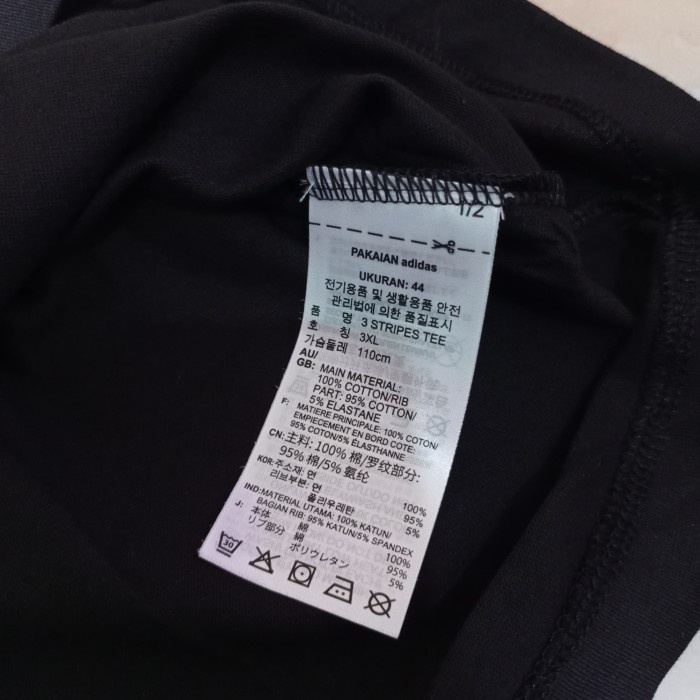 1/2
PAKAIAN adidas
UKURAN: 44
전기용품 및 생활용품 안전
관리법에 의한 품질표시
품 명 3 STRIPES TEE
호 칭 3XL
가슴둘레 110cm
AU/
GB: MAIN MATERIAL:
100% COTTON/RIB
PART: 95% COTTON/
5% ELASTANE
F: MATIERE PRINCIPALE: 100% COTON/
EMPIECEMENT EN BORD COTE:
95% COTON/5% ELASTHANNE
CN: 主料: 100% 棉/罗纹部分:
95% 棉/5% 氨纶
KOR: 주소재: 면 100%
리브부분: 면 95%
폴리우레탄 5%
IND: MATERIAL UTAMA: 100% KATUN/
BAGIAN RIB: 95% KATUN/5% SPANDEX
J: 本体 綿 100%
リブ部分 綿 95%
ポリウレタン 5%
30